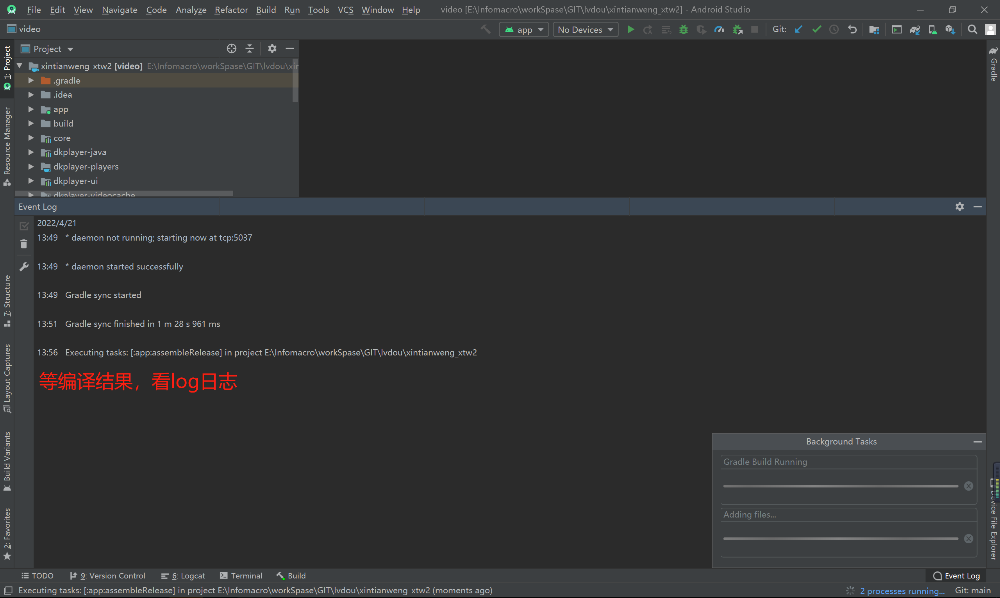 File Edit View Navigate Code Analyze Refactor Build Run Tools VCS Window Help video [E:\Infomacro\workSpase\GIT\lvdou\xintianweng_xtw2] - Android Studio
video app No Devices Git:
1: Project
Resource Manager
7: Structure
Layout Captures
Build Variants
2: Favorites
Project
xintianweng_xtw2 [video] E:\Infomacro\workSpase\GIT\lvdou\xin
.gradle
.idea
app
build
core
dkplayer-java
dkplayer-players
dkplayer-ui
dkplayer-videocache
Gradle
Event Log
2022/4/21
13:49 * daemon not running; starting now at tcp:5037
13:49 * daemon started successfully
13:49 Gradle sync started
13:51 Gradle sync finished in 1 m 28 s 961 ms
13:56 Executing tasks: [:app:assembleRelease] in project E:\Infomacro\workSpase\GIT\lvdou\xintianweng_xtw2
等编译结果，看log日志
Background Tasks
Gradle Build Running
Adding files...
Device File Explorer
TODO 9: Version Control 6: Logcat Terminal Build Event Log
Executing tasks: [:app:assembleRelease] in project E:\Infomacro\workSpase\GIT\lvdou\xintianweng_xtw2 (moments ago) 2 processes running... Git: main